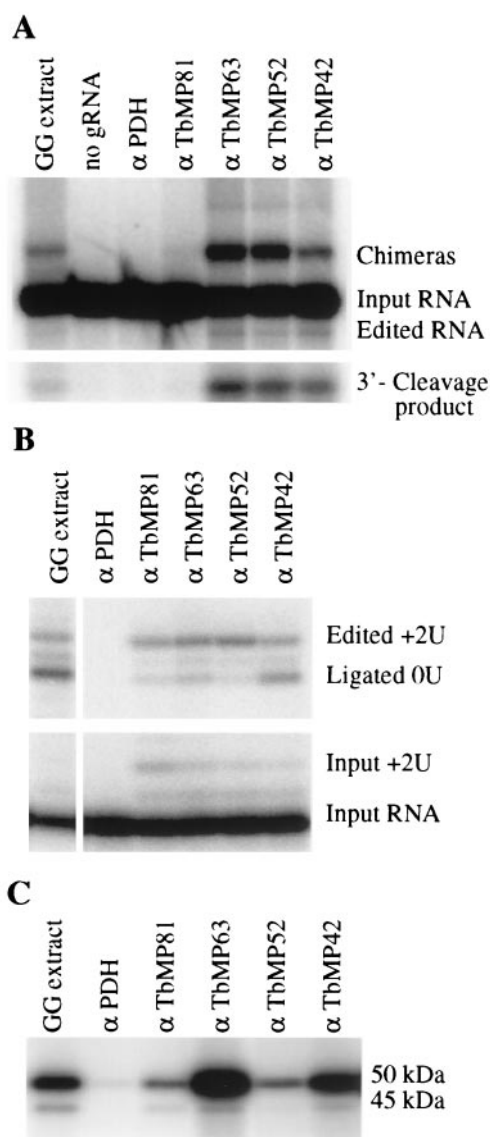 A
GG extract
no gRNA
α PDH
α TbMP81
α TbMP63
α TbMP52
α TbMP42
Chimeras
Input RNA
Edited RNA
3'- Cleavage
product
B
GG extract
α PDH
α TbMP81
α TbMP63
α TbMP52
α TbMP42
Edited +2U
Ligated 0U
Input +2U
Input RNA
C
GG extract
α PDH
α TbMP81
α TbMP63
α TbMP52
α TbMP42
50 kDa
45 kDa